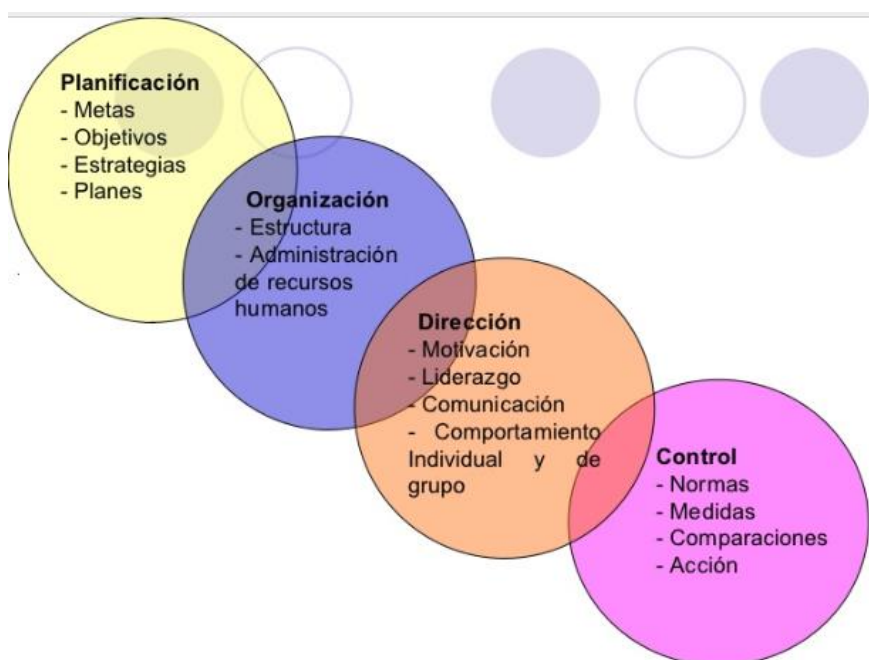 Planificación
- Metas
- Objetivos
- Estrategias
- Planes
Organización
- Estructura
- Administración
de recursos
humanos
Dirección
- Motivación
- Liderazgo
- Comunicación
- Comportamiento
Individual y de
grupo
Control
- Normas
- Medidas
- Comparaciones
- Acción